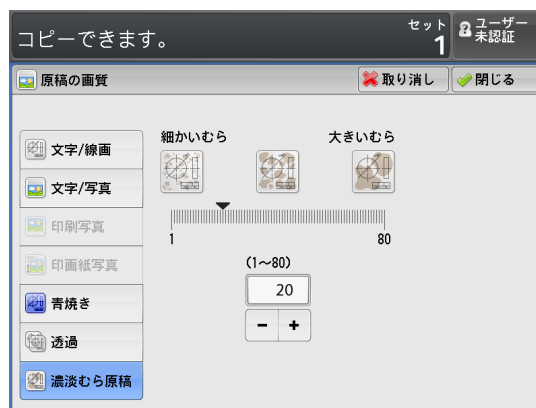 コピーできます。
セット
1
ユーザー
未認証
原稿の画質
取り消し
閉じる
文字/線画
文字/写真
印刷写真
印画紙写真
青焼き
透過
濃淡むら原稿
細かいむら
大きいむら
1
80
(1〜80)
20
- +